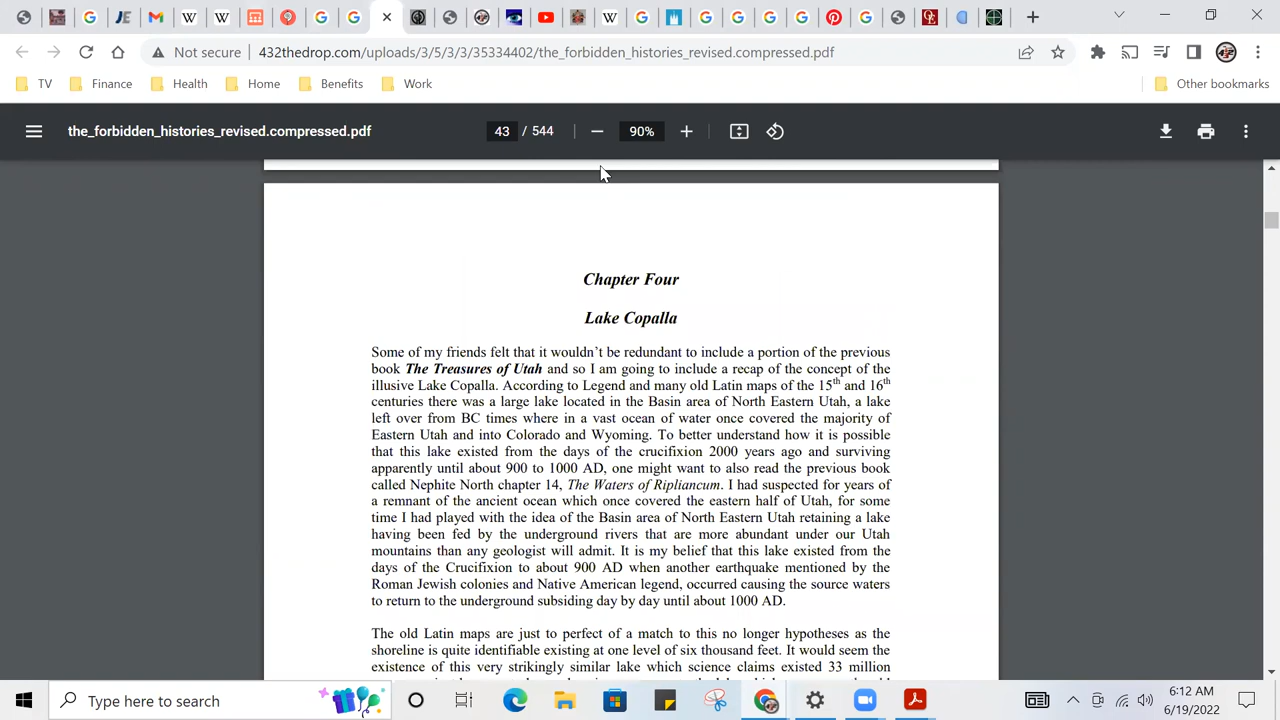 Not secure
432thedrop.com/uploads/3/5/3/3/35334402/the_forbidden_histories_revised.compressed.pdf
TV
Finance
Health
Home
Benefits
Work
Other bookmarks
the_forbidden_histories_revised.compressed.pdf
43 / 544
90%
Chapter Four
Lake Copalla
Some of my friends felt that it wouldn't be redundant to include a portion of the previous
book The Treasures of Utah and so I am going to include a recap of the concept of the
illusive Lake Copalla. According to Legend and many old Latin maps of the 15th and 16th
centuries there was a large lake located in the Basin area of North Eastern Utah, a lake
left over from BC times where in a vast ocean of water once covered the majority of
Eastern Utah and into Colorado and Wyoming. To better understand how it is possible
that this lake existed from the days of the crucifixion 2000 years ago and surviving
apparently until about 900 to 1000 AD, one might want to also read the previous book
called Nephite North chapter 14, The Waters of Ripliancum. I had suspected for years of
a remnant of the ancient ocean which once covered the eastern half of Utah, for some
time I had played with the idea of the Basin area of North Eastern Utah retaining a lake
having been fed by the underground rivers that are more abundant under our Utah
mountains than any geologist will admit. It is my belief that this lake existed from the
days of the Crucifixion to about 900 AD when another earthquake mentioned by the
Roman Jewish colonies and Native American legend, occurred causing the source waters
to return to the underground subsiding day by day until about 1000 AD.
The old Latin maps are just to perfect of a match to this no longer hypotheses as the
shoreline is quite identifiable existing at one level of six thousand feet. It would seem the
existence of this very strikingly similar lake which science claims existed 33 million
Type here to search
6:12 AM
6/19/2022